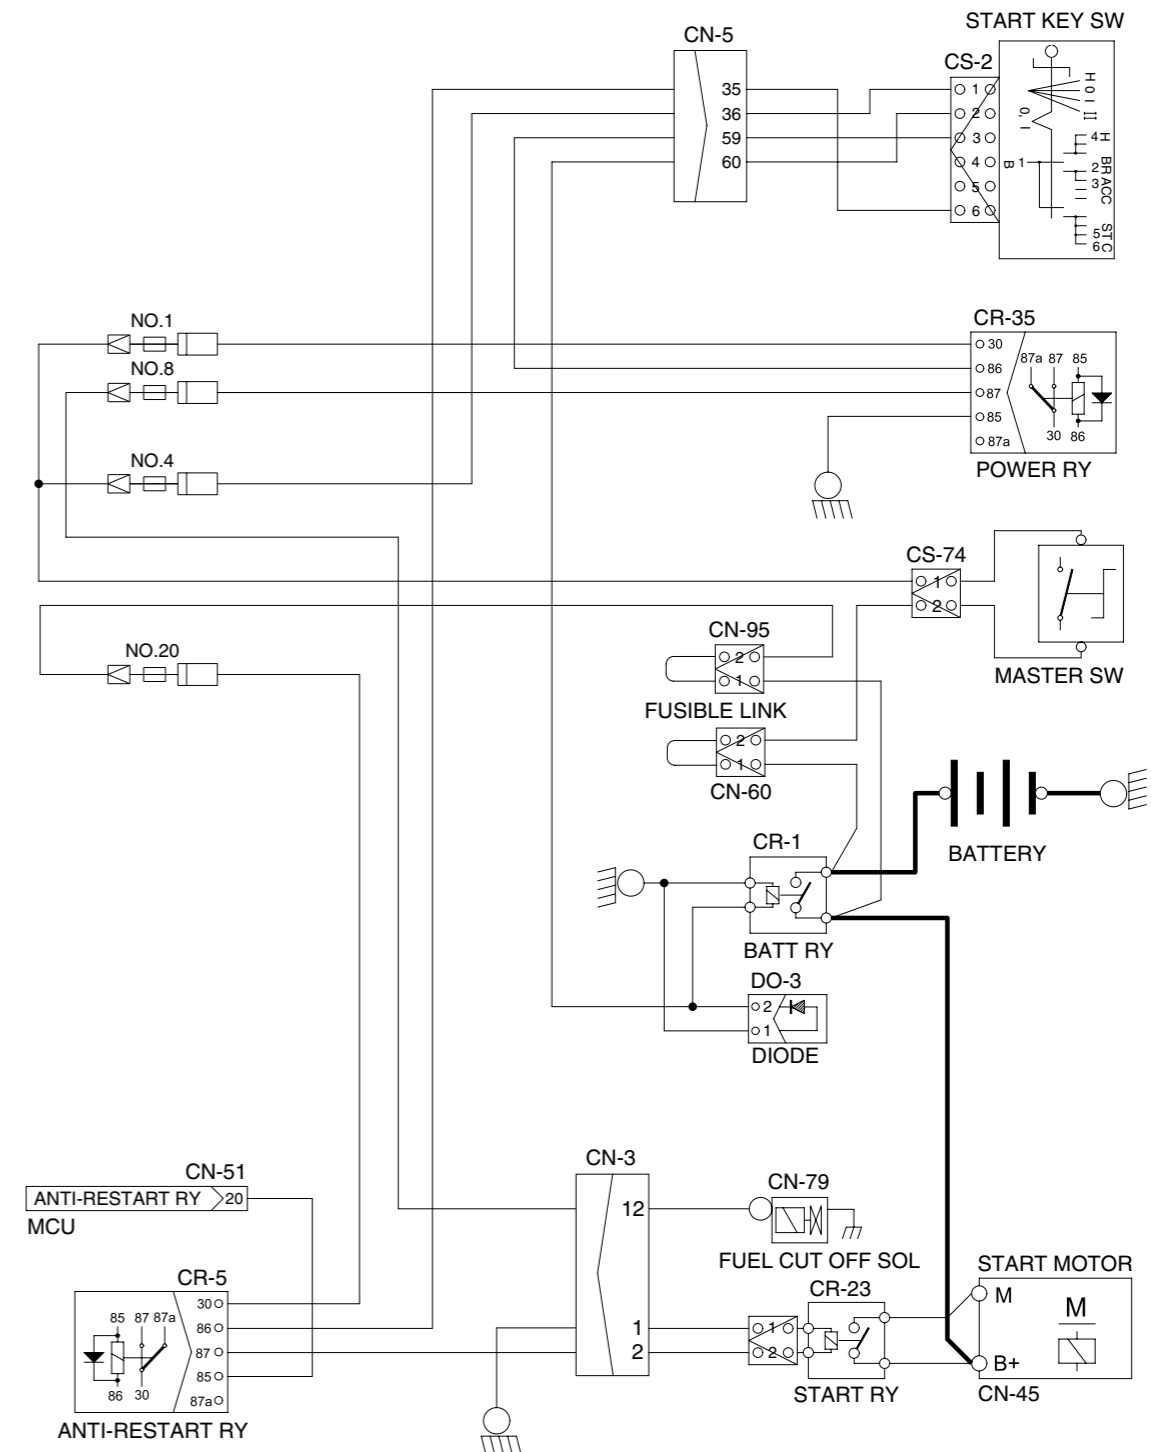 START KEY SW
CN-5
CS-2
35
36
59
60
1
2
3
4
5
6
H O I II
0, I
B 1
4 H
BR
2
3
ACC
ST
C
5
6
NO.1
NO.8
NO.4
NO.20
CR-35
30
86
87
85
87a
87a 87 85
30 86
POWER RY
CS-74
1
2
MASTER SW
CN-95
2
1
FUSIBLE LINK
2
1
CN-60
BATTERY
CR-1
BATT RY
DO-3
2
1
DIODE
CN-51
ANTI-RESTART RY 20
MCU
CN-3
12
1
2
CN-79
FUEL CUT OFF SOL
CR-23
1
2
START RY
START MOTOR
M
M
B+
CN-45
CR-5
85 87 87a
86 30
30
86
87
85
87a
ANTI-RESTART RY